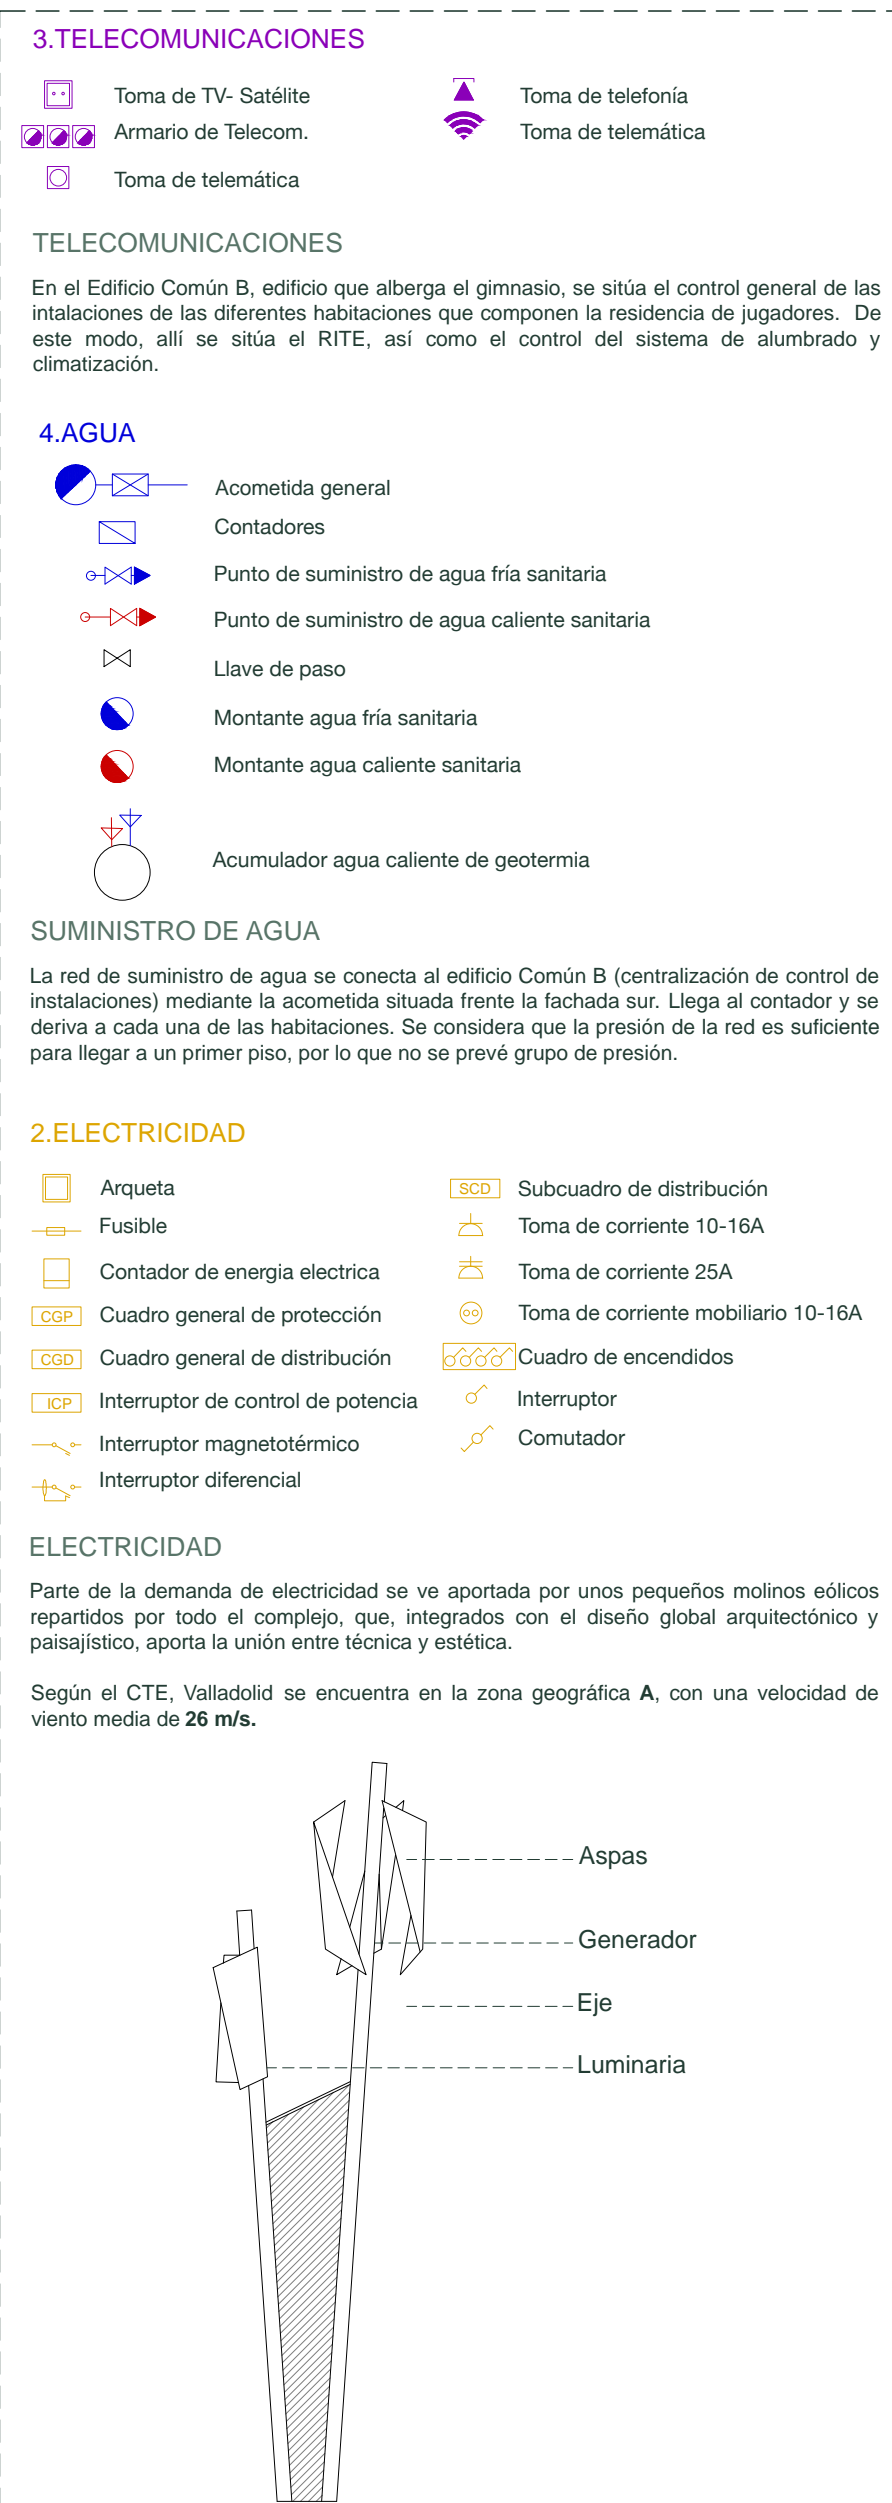 3.TELECOMUNICACIONES
Toma de TV- Satélite
Toma de telefonía
Armario de Telecom.
Toma de telemática
Toma de telemática
TELECOMUNICACIONES
En el Edificio Común B, edificio que alberga el gimnasio, se sitúa el control general de las
intalaciones de las diferentes habitaciones que componen la residencia de jugadores. De
este modo, allí se sitúa el RITE, así como el control del sistema de alumbrado y
climatización.
4.AGUA
Acometida general
Contadores
Punto de suministro de agua fría sanitaria
Punto de suministro de agua caliente sanitaria
Llave de paso
Montante agua fría sanitaria
Montante agua caliente sanitaria
Acumulador agua caliente de geotermia
SUMINISTRO DE AGUA
La red de suministro de agua se conecta al edificio Común B (centralización de control de
instalaciones) mediante la acometida situada frente la fachada sur. Llega al contador y se
deriva a cada una de las habitaciones. Se considera que la presión de la red es suficiente
para llegar a un primer piso, por lo que no se prevé grupo de presión.
2.ELECTRICIDAD
Arqueta
SCD Subcuadro de distribución
Fusible
Toma de corriente 10-16A
Contador de energia electrica
Toma de corriente 25A
CGP Cuadro general de protección
Toma de corriente mobiliario 10-16A
CGD Cuadro general de distribución
Cuadro de encendidos
ICP Interruptor de control de potencia
Interruptor
Interruptor magnetotérmico
Comutador
Interruptor diferencial
ELECTRICIDAD
Parte de la demanda de electricidad se ve aportada por unos pequeños molinos eólicos
repartidos por todo el complejo, que, integrados con el diseño global arquitectónico y
paisajístico, aporta la unión entre técnica y estética.
Según el CTE, Valladolid se encuentra en la zona geográfica A, con una velocidad de
viento media de 26 m/s.
Aspas
Generador
Eje
Luminaria